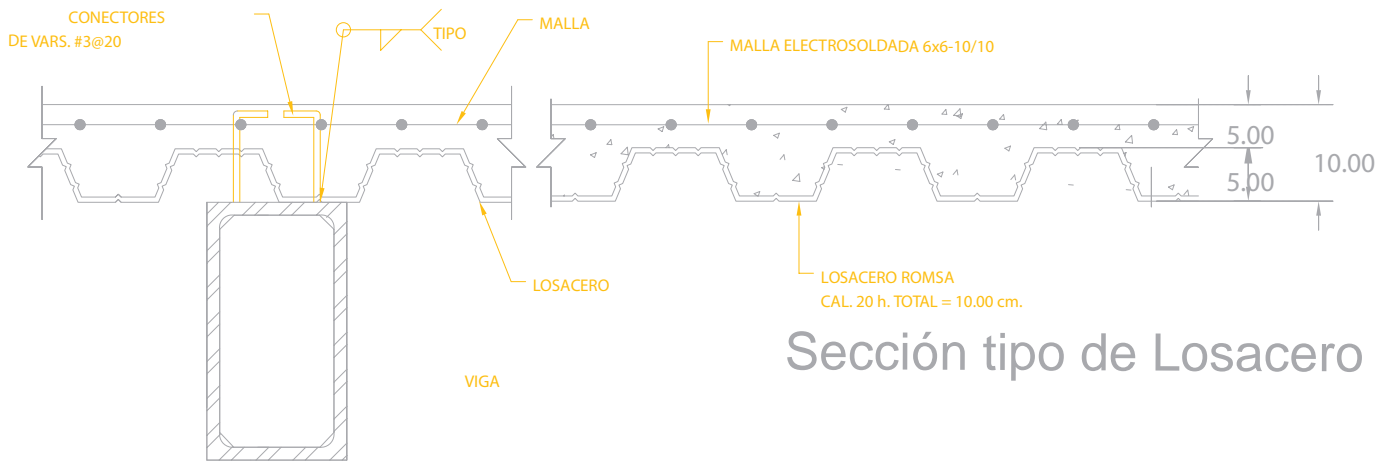 CONECTORES
DE VARS. #3@20
TIPO
MALLA
MALLA ELECTROSOLDADA 6x6-10/10
5.00
5.00
10.00
LOSACERO
LOSACERO ROMSA
CAL. 20 h. TOTAL = 10.00 cm.
Sección tipo de Losacero
VIGA